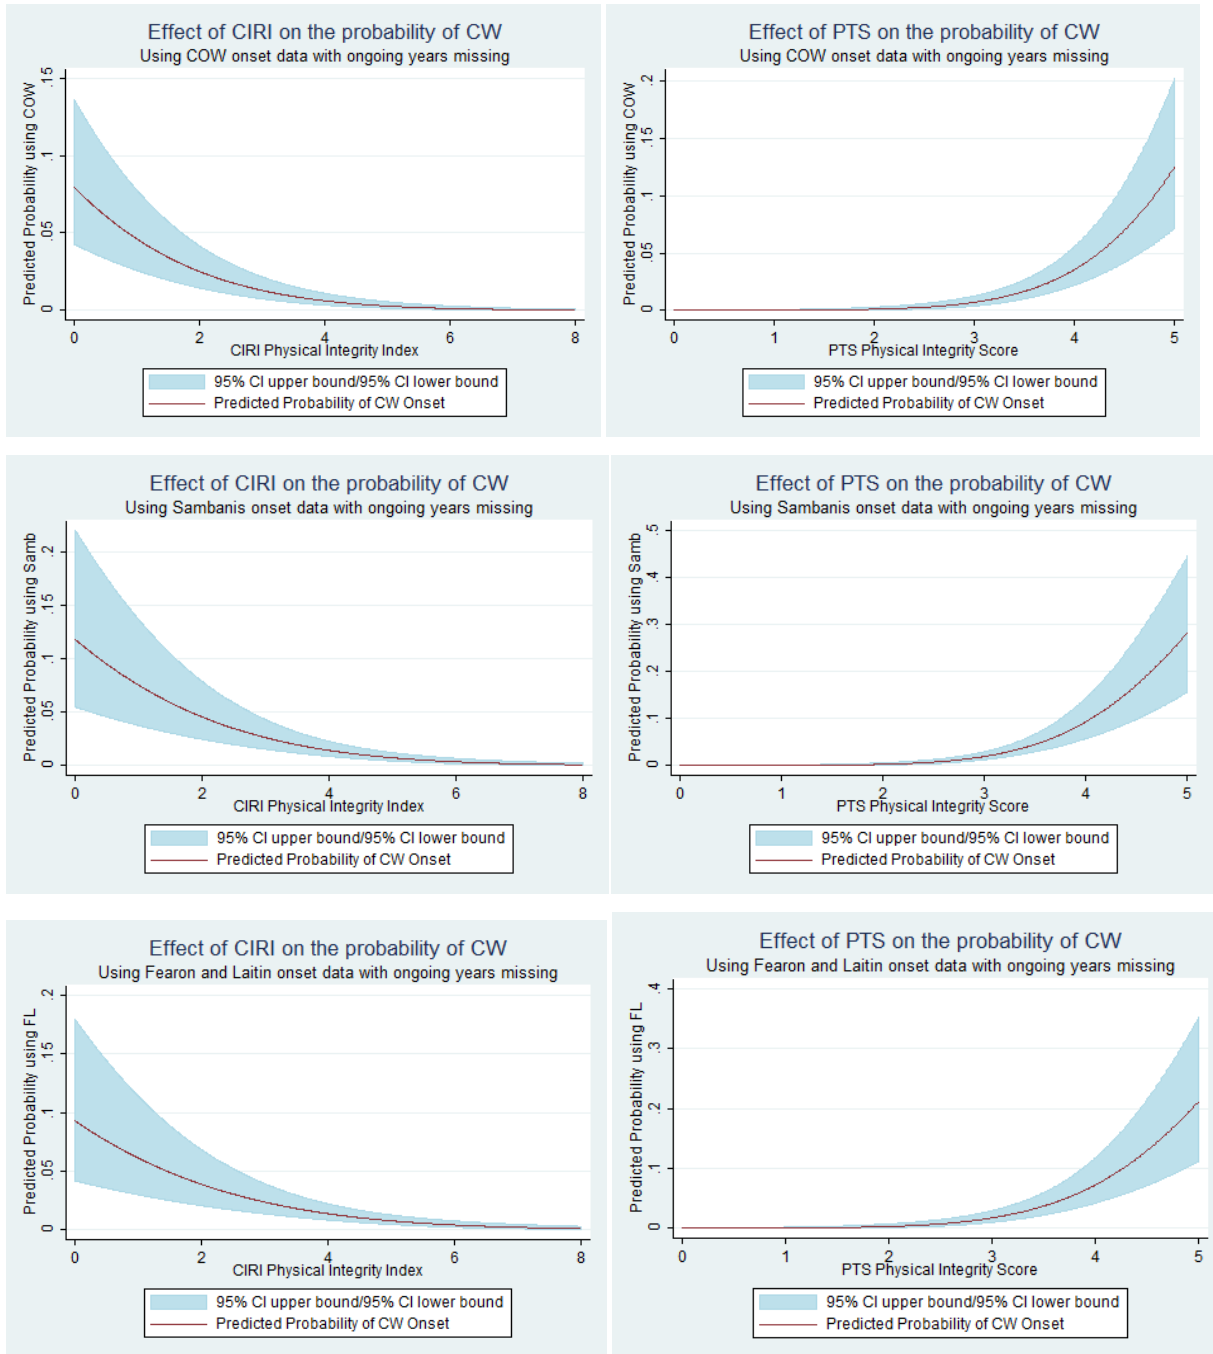 Effect of CIRI on the probability of CW
Using COW onset data with ongoing years missing
Predicted Probability using COW
.15
.1
.05
0
0 2 4 6 8
CIRI Physical Integrity Index
95% CI upper bound/95% CI lower bound
Predicted Probability of CW Onset
Effect of PTS on the probability of CW
Using COW onset data with ongoing years missing
Predicted Probability using COW
.2
.15
.1
.05
0
0 1 2 3 4 5
PTS Physical Integrity Score
95% CI upper bound/95% CI lower bound
Predicted Probability of CW Onset
Effect of CIRI on the probability of CW
Using Sambanis onset data with ongoing years missing
Predicted Probability using Samb
.2
.15
.1
.05
0
0 2 4 6 8
CIRI Physical Integrity Index
95% CI upper bound/95% CI lower bound
Predicted Probability of CW Onset
Effect of PTS on the probability of CW
Using Sambanis onset data with ongoing years missing
Predicted Probability using Samb
.5
.4
.3
.2
.1
0
0 1 2 3 4 5
PTS Physical Integrity Score
95% CI upper bound/95% CI lower bound
Predicted Probability of CW Onset
Effect of CIRI on the probability of CW
Using Fearon and Laitin onset data with ongoing years missing
Predicted Probability using FL
.2
.15
.1
.05
0
0 2 4 6 8
CIRI Physical Integrity Index
95% CI upper bound/95% CI lower bound
Predicted Probability of CW Onset
Effect of PTS on the probability of CW
Using Fearon and Laitin onset data with ongoing years missing
Predicted Probability using FL
.4
.3
.2
.1
0
0 1 2 3 4 5
PTS Physical Integrity Score
95% CI upper bound/95% CI lower bound
Predicted Probability of CW Onset